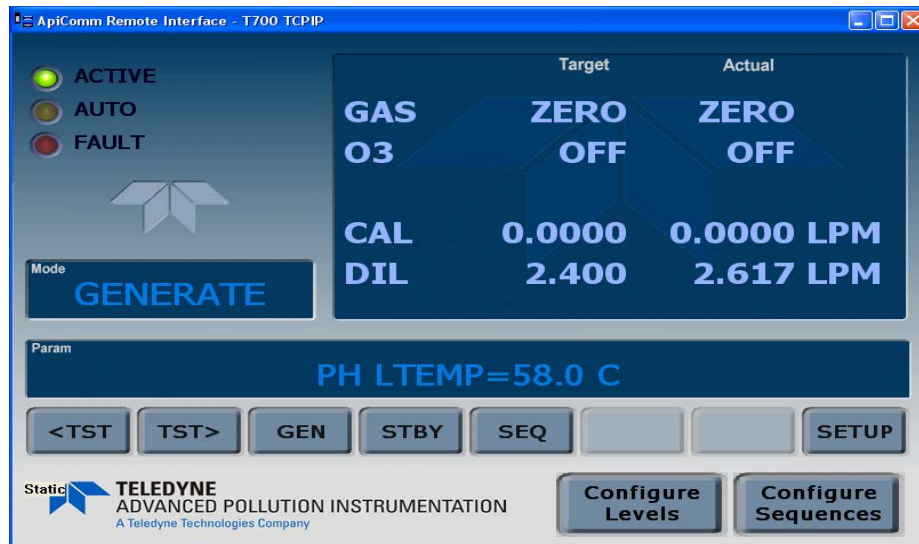 ApiComm Remote Interface - T700 TCPIP
ACTIVE
AUTO
FAULT
Target Actual
GAS ZERO ZERO
O3 OFF OFF
CAL 0.0000 0.0000 LPM
DIL 2.400 2.617 LPM
Mode
GENERATE
Param
PH LTEMP=58.0 C
<TST TST> GEN STBY SEQ SETUP
Static
TELEDYNE
ADVANCED POLLUTION INSTRUMENTATION
A Teledyne Technologies Company
Configure
Levels
Configure
Sequences